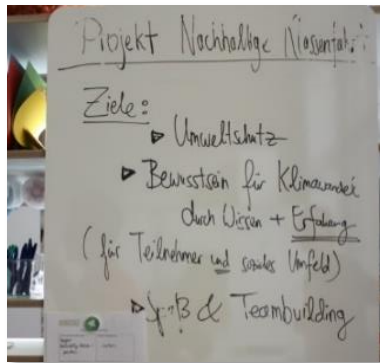 Projekt Nachhaltige Klassenfahrt
Ziele:
▷ Umweltschutz
▷ Bewusstsein für Klimawandel
durch Wissen + Erfahrung
(für Teilnehmer und soziales Umfeld)
▷ Spaß & Teambuilding